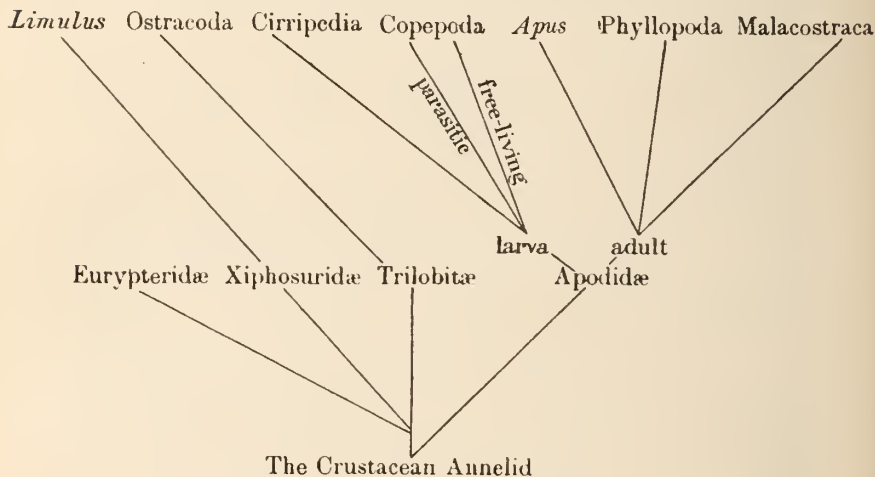 Limulus Ostracoda Cirripedia Copepoda Apus Phyllopoda Malacostraca
parasitic
free-living
larva adult
Eurypteridæ Xiphosuridæ Trilobitæ Apodidæ
The Crustacean Annelid